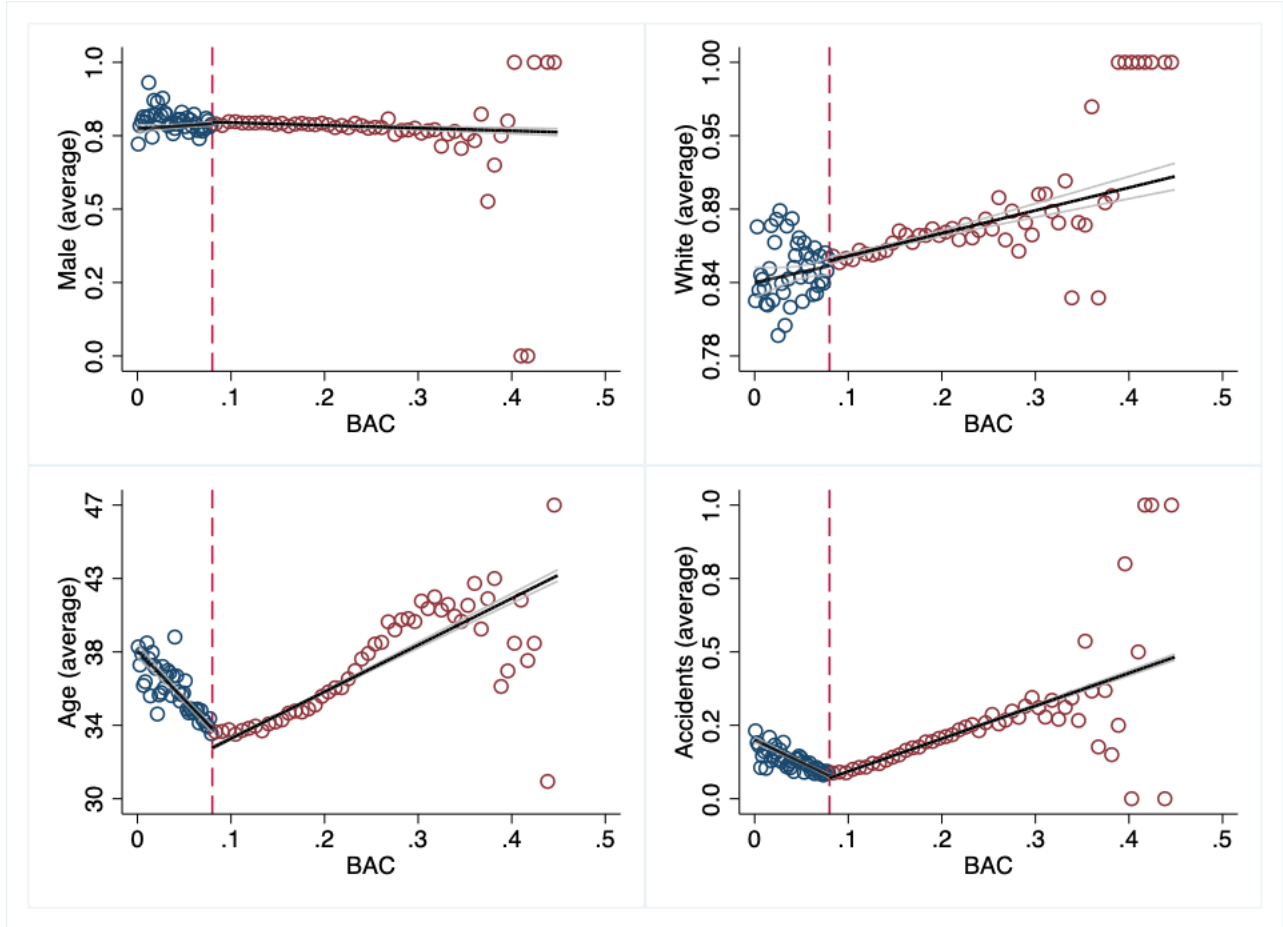 Male (average)
1.0
0.8
0.5
0.2
0.0
0 .1 .2 .3 .4 .5
BAC
White (average)
1.00
0.95
0.89
0.84
0.78
0 .1 .2 .3 .4 .5
BAC
Age (average)
47
43
38
34
30
0 .1 .2 .3 .4 .5
BAC
Accidents (average)
1.0
0.8
0.5
0.2
0.0
0 .1 .2 .3 .4 .5
BAC